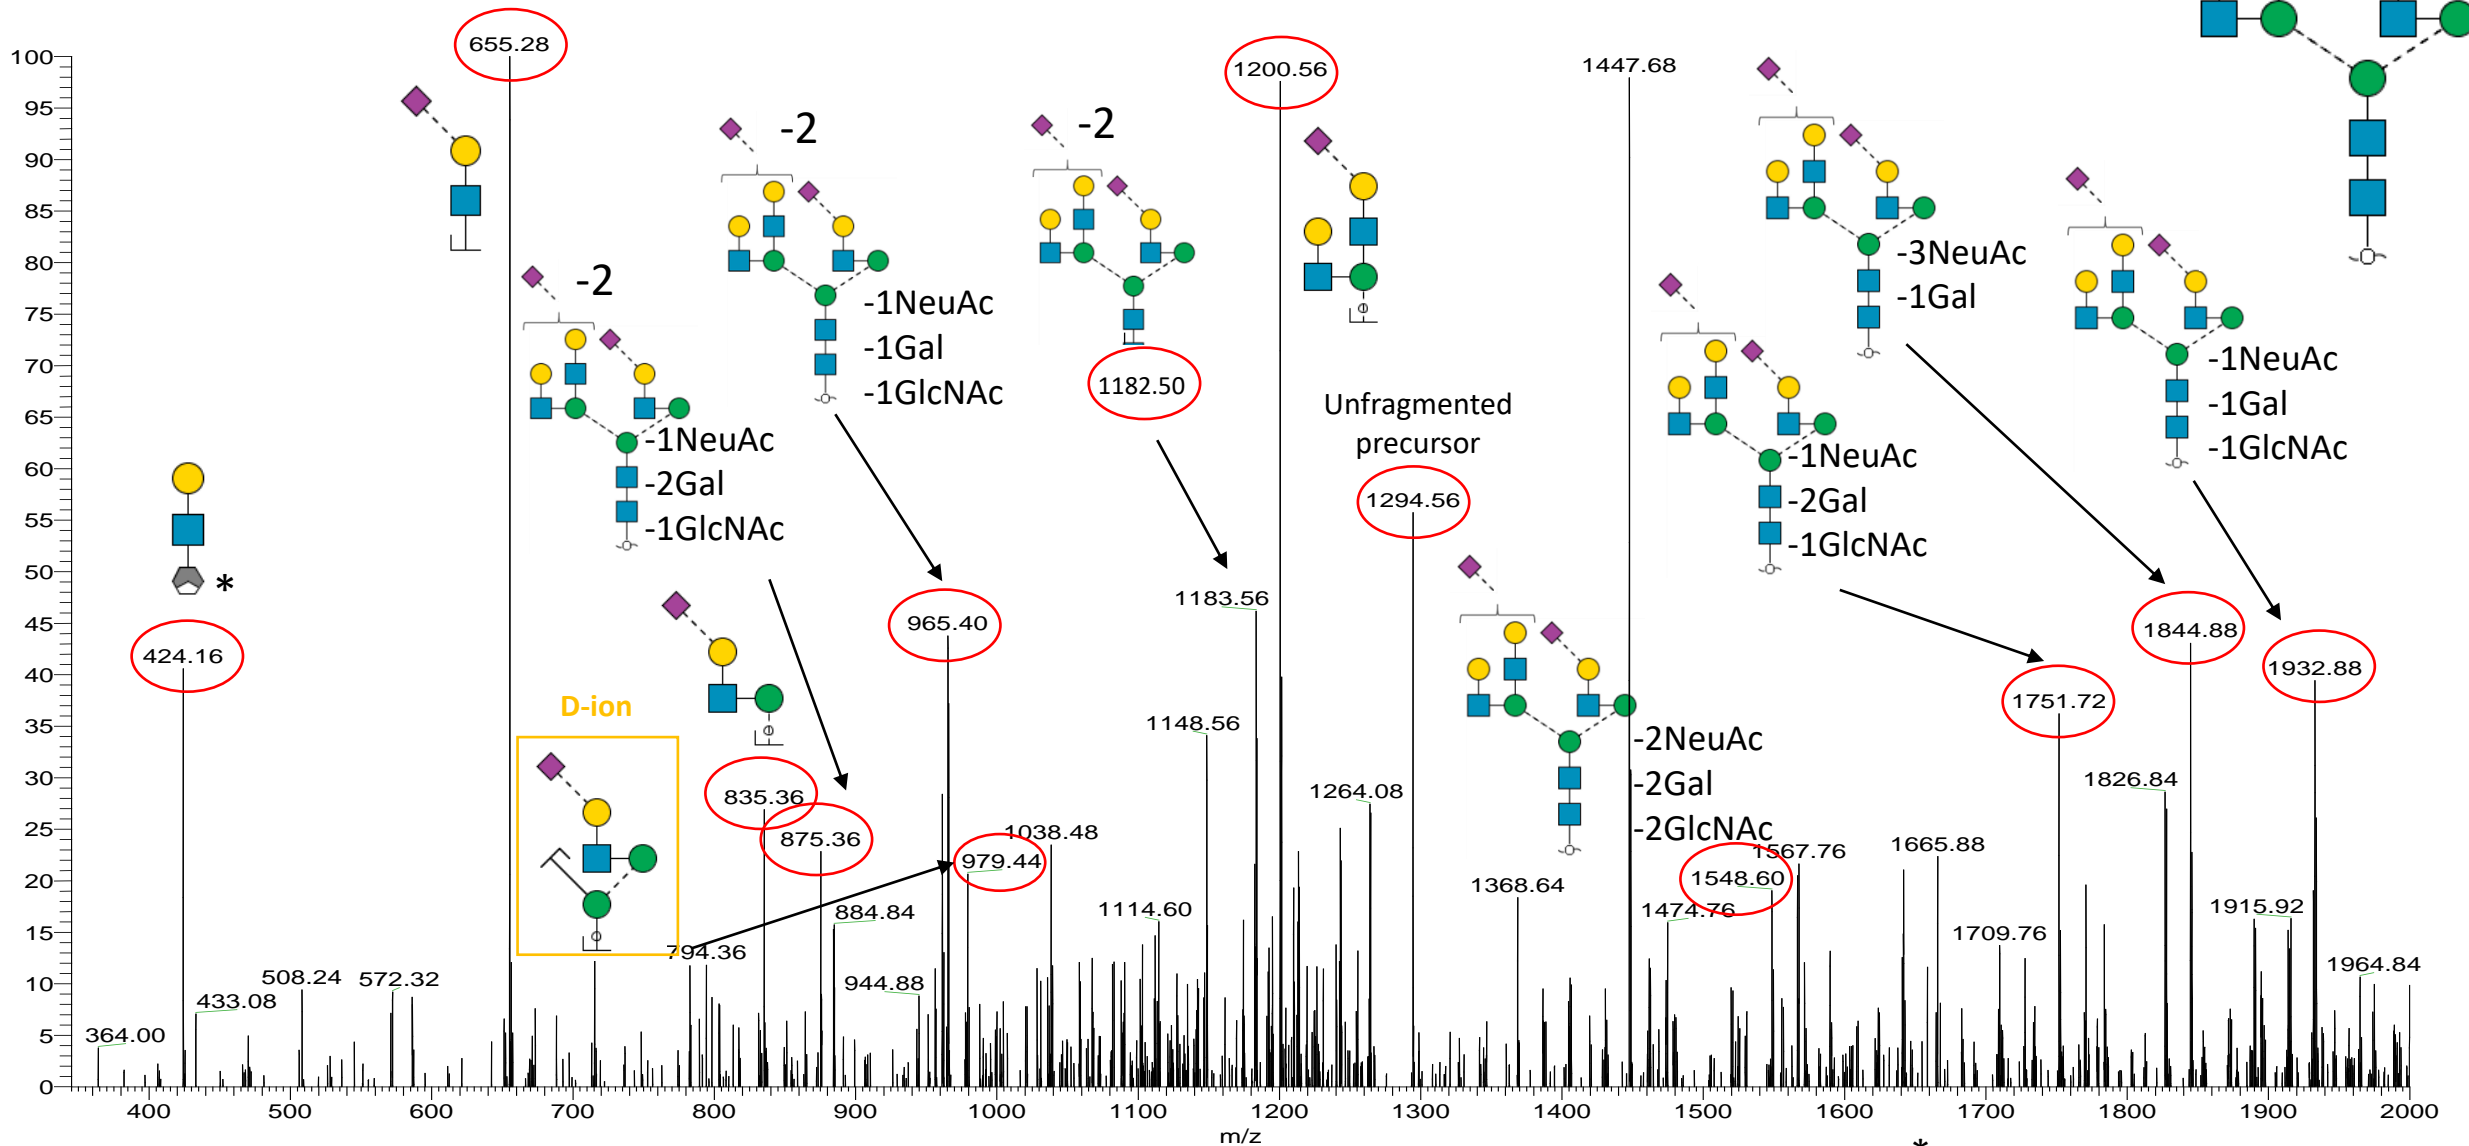 655.28
1200.56
1447.68
-2
-2
-2
-1NeuAc
-1Gal
-1GlcNAc
-1NeuAc
-2Gal
-1GlcNAc
1182.50
-3NeuAc
-1Gal
-1NeuAc
-1Gal
-1GlcNAc
-1NeuAc
-2Gal
-1GlcNAc
Unfragmented
precursor
1294.56
-2NeuAc
-2Gal
-2GlcNAc
*
424.16
D-ion
835.36
875.36
965.40
979.44
1183.56
1148.56
1264.08
1038.48
1114.60
884.84
944.88
794.36
1368.64
1474.76
1548.60
1567.76
1665.88
1709.76
1751.72
1826.84
1844.88
1932.88
1915.92
1964.84
364.00
433.08
508.24
572.32
100
95
90
85
80
75
70
65
60
55
50
45
40
35
30
25
20
15
10
5
0
400 500 600 700 800 900 1000 1100 1200 1300 1400 1500 1600 1700 1800 1900 2000
m/z
*